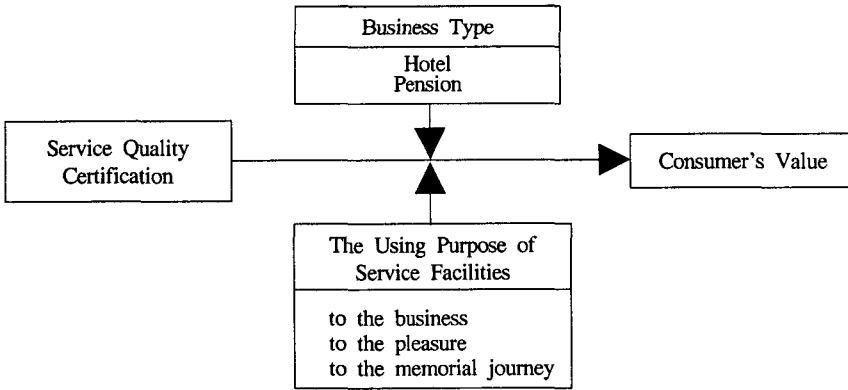 Business Type
Hotel
Pension
Service Quality
Certification
Consumer's Value
The Using Purpose of
Service Facilities
to the business
to the pleasure
to the memorial journey